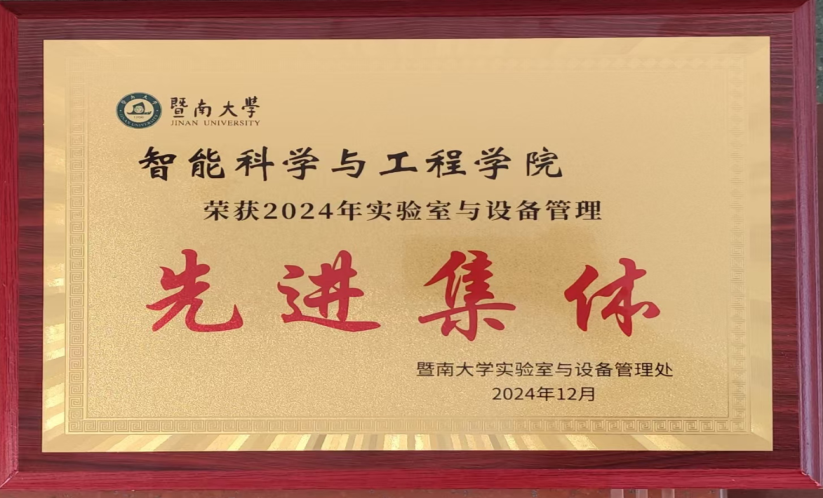 暨南大學
JINAN UNIVERSITY
智能科学与工程学院
荣获2024年实验室与设备管理
先进集体
暨南大学实验室与设备管理处
2024年12月